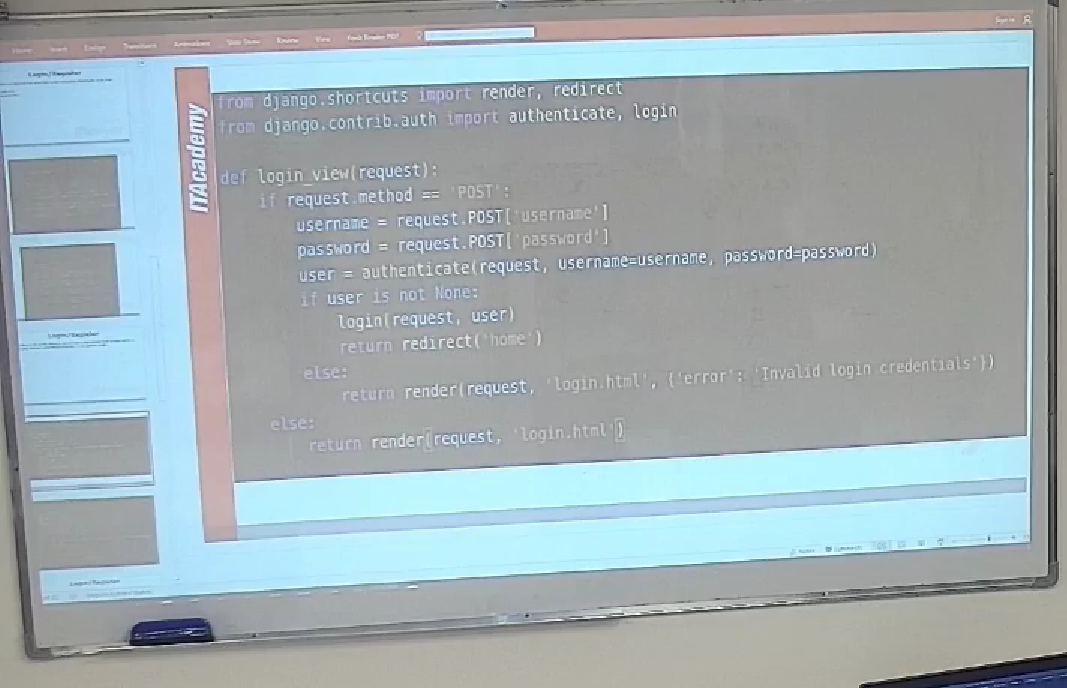 Design
Transitions
Animations
Slide Show
Review
View
Foxit Reader PDF
Sign in
Login/Register
ITAcademy
from django.shortcuts import render, redirect
from django.contrib.auth import authenticate, login
def login_view(request):
if request.method == 'POST':
username = request.POST['username']
password = request.POST['password']
user = authenticate(request, username=username, password=password)
if user is not None:
login(request, user)
return redirect('home')
else:
return render(request, 'login.html', {'error': 'Invalid login credentials'})
else:
return render(request, 'login.html')
Login/Register
Login/Register